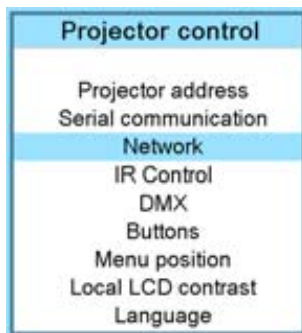 Projector control
Projector address
Serial communication
Network
IR Control
DMX
Buttons
Menu position
Local LCD contrast
Language